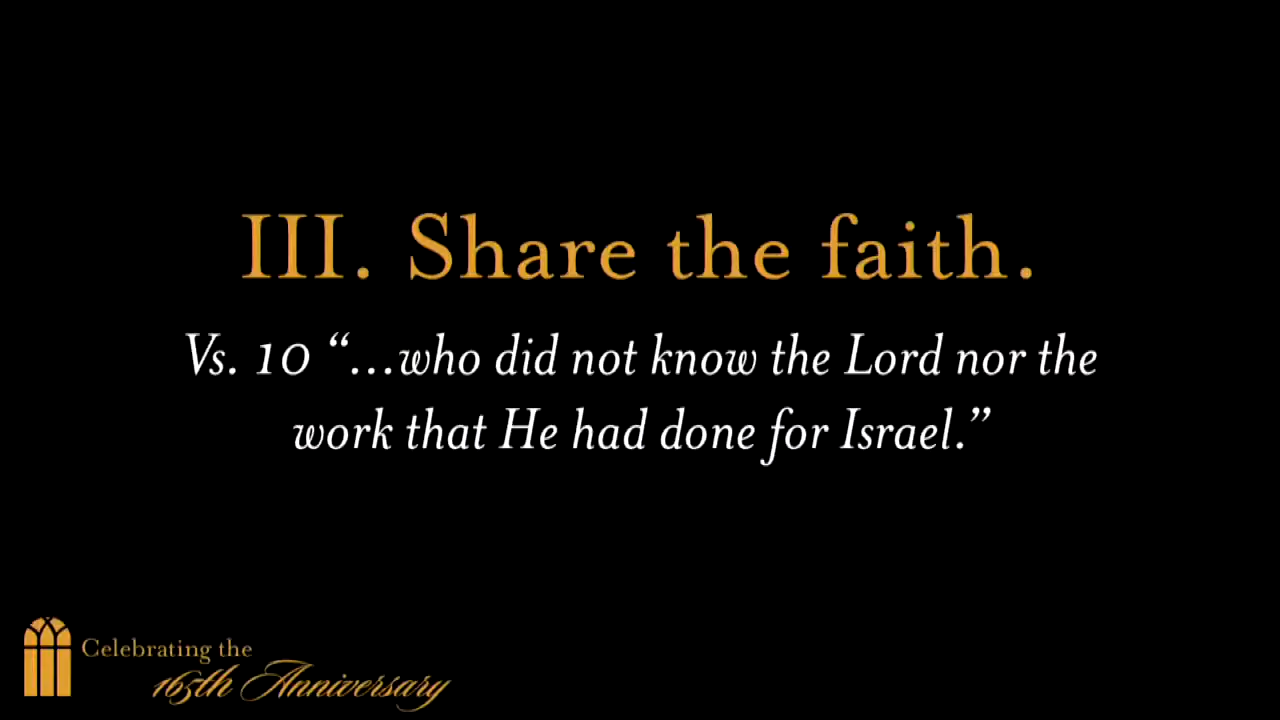 III. Share the faith.
Vs. 10 “...who did not know the Lord nor the
work that He had done for Israel.”
Celebrating the
165th Anniversary